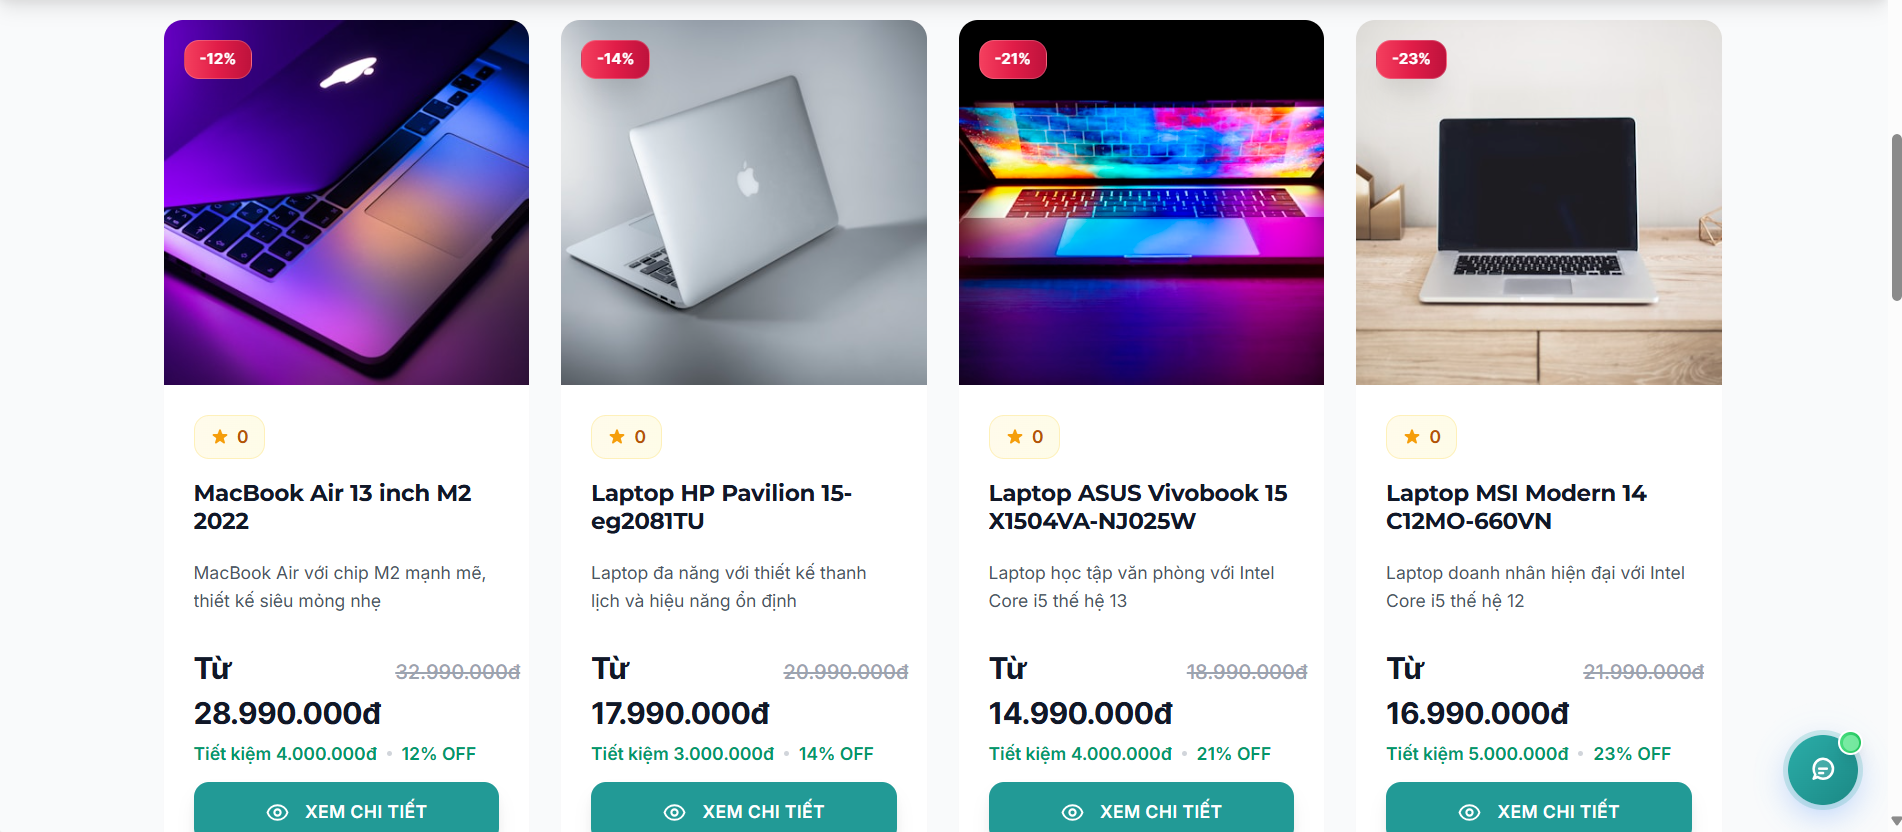 -12%
-14%
-21%
-23%
0
0
0
0
MacBook Air 13 inch M2
2022
Laptop HP Pavilion 15-
eg2081TU
Laptop ASUS Vivobook 15
X1504VA-NJ025W
Laptop MSI Modern 14
C12MO-660VN
MacBook Air với chip M2 mạnh mẽ,
thiết kế siêu mỏng nhẹ
Laptop đa năng với thiết kế thanh
lịch và hiệu năng ổn định
Laptop học tập văn phòng với Intel
Core i5 thế hệ 13
Laptop doanh nhân hiện đại với Intel
Core i5 thế hệ 12
Từ 32.990.000đ
28.990.000đ
Từ 20.990.000đ
17.990.000đ
Từ 18.990.000đ
14.990.000đ
Từ 21.990.000đ
16.990.000đ
Tiết kiệm 4.000.000đ • 12% OFF
Tiết kiệm 3.000.000đ • 14% OFF
Tiết kiệm 4.000.000đ • 21% OFF
Tiết kiệm 5.000.000đ • 23% OFF
XEM CHI TIẾT
XEM CHI TIẾT
XEM CHI TIẾT
XEM CHI TIẾT